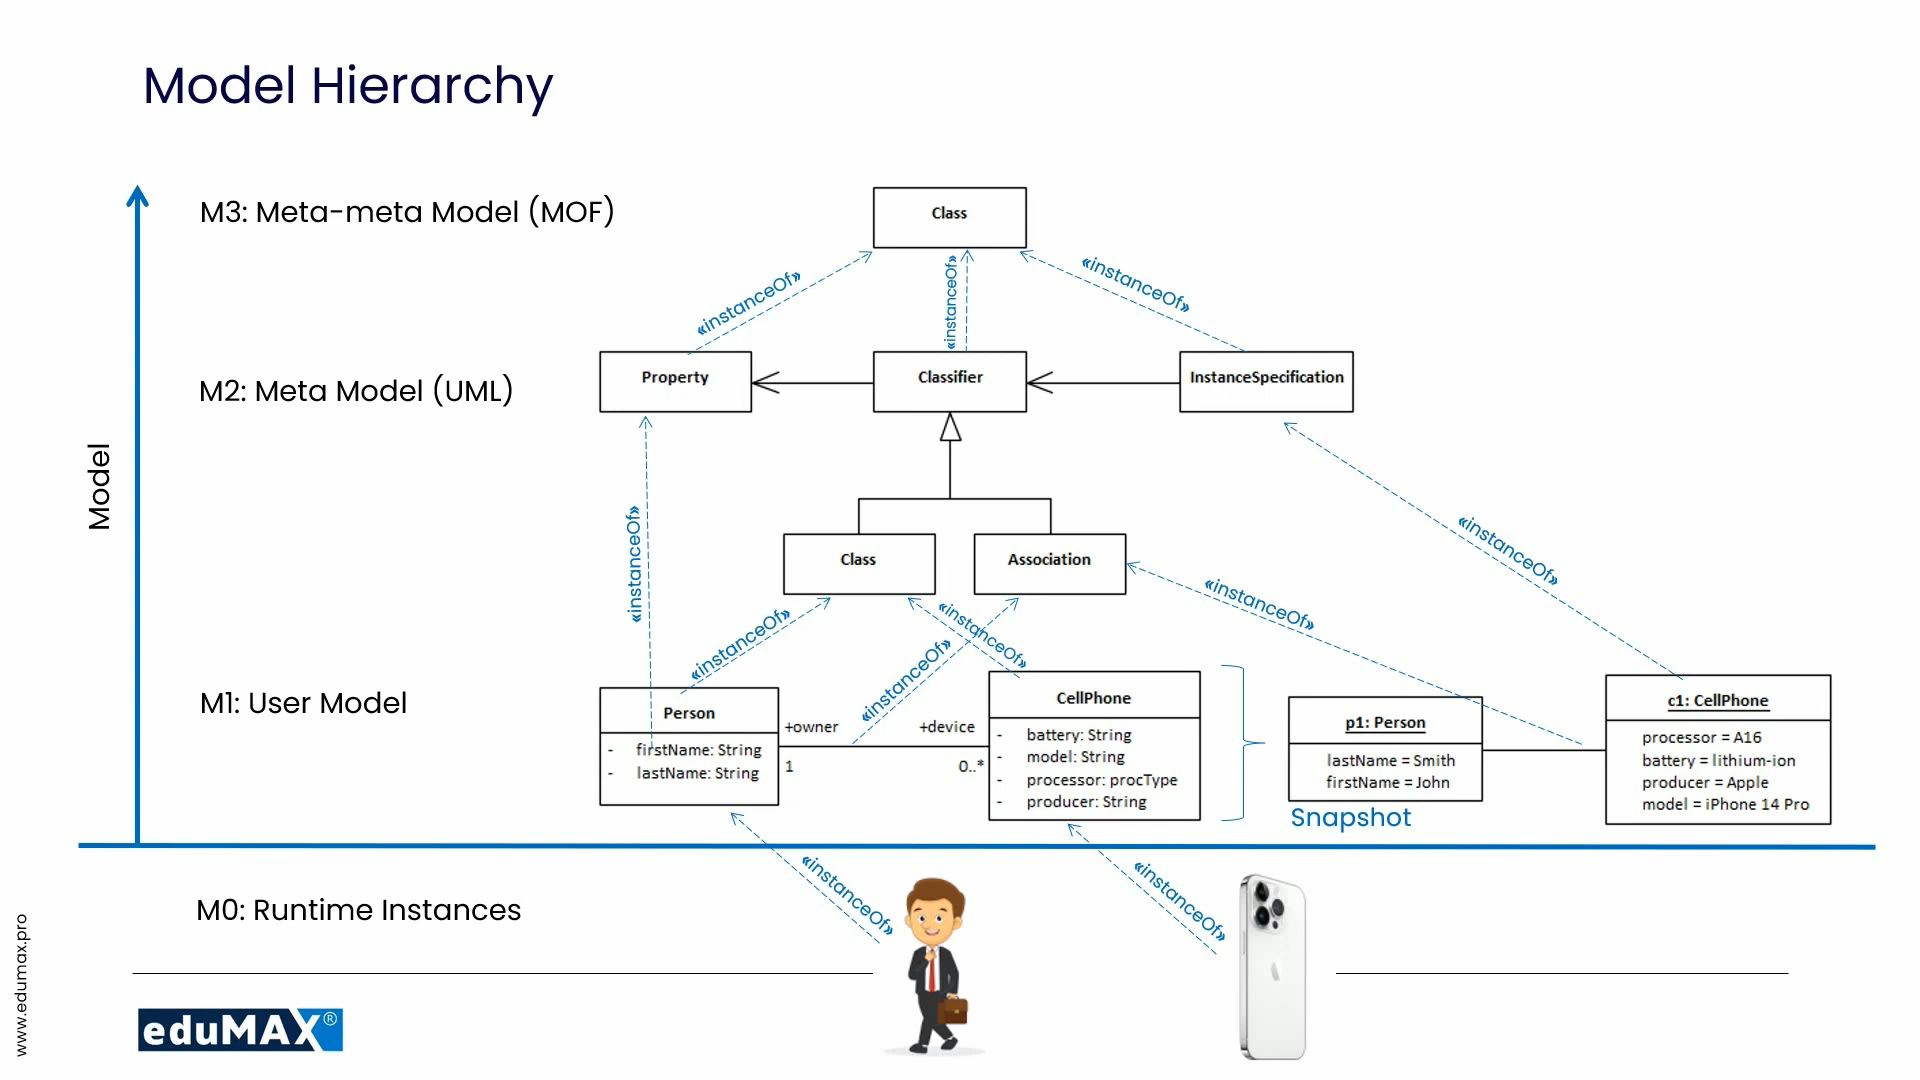 Model Hierarchy
M3: Meta-meta Model (MOF)
Class
«instanceOf»
«instanceOf»
«instanceOf»
M2: Meta Model (UML)
Property
Classifier
InstanceSpecification
Model
«instanceOf»
«instanceOf»
Class
Association
«instanceOf»
«instanceOf»
«instanceOf»
«instanceOf»
M1: User Model
Person
- firstName: String
- lastName: String
+owner
+device
1
0..*
CellPhone
- battery: String
- model: String
- processor: procType
- producer: String
p1: Person
lastName = Smith
firstName = John
Snapshot
c1: CellPhone
processor = A16
battery = lithium-ion
producer = Apple
model = iPhone 14 Pro
M0: Runtime Instances
«instanceOf»
«instanceOf»
www.edumax.pro
eduMAX®